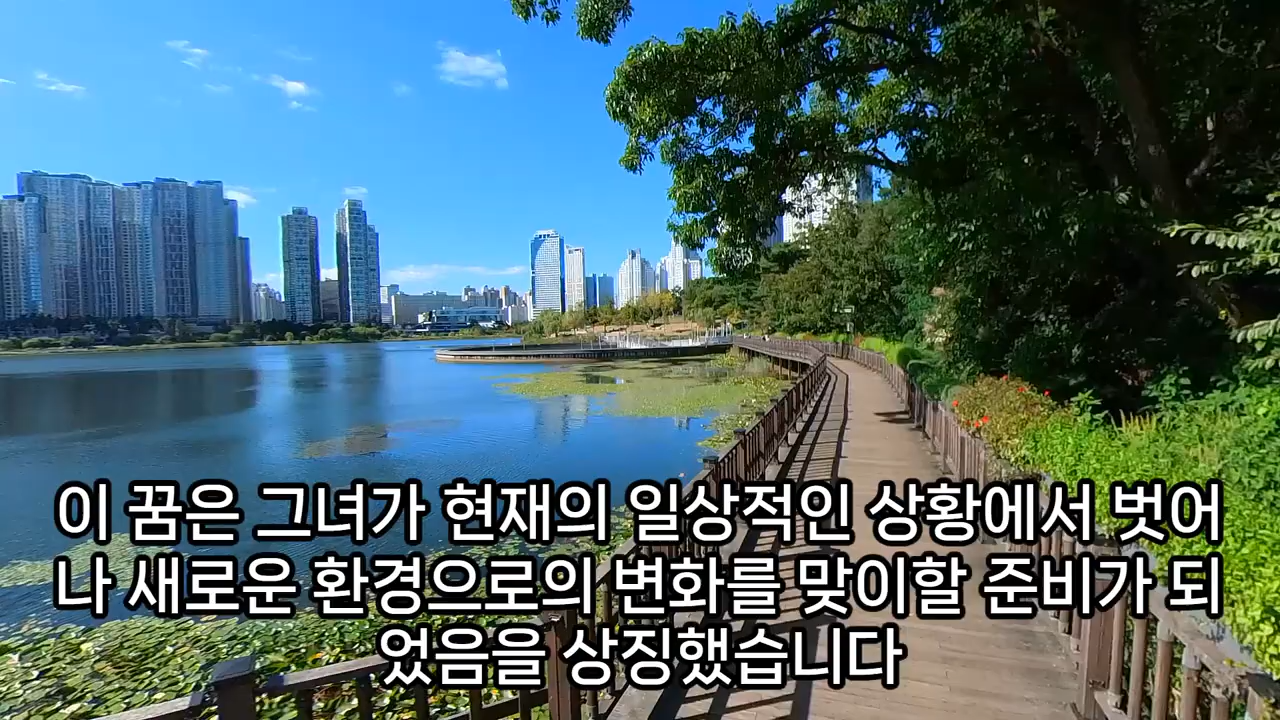 이 꿈은 그녀가 현재의 일상적인 상황에서 벗어
나 새로운 환경으로의 변화를 맞이할 준비가 되
었음을 상징했습니다